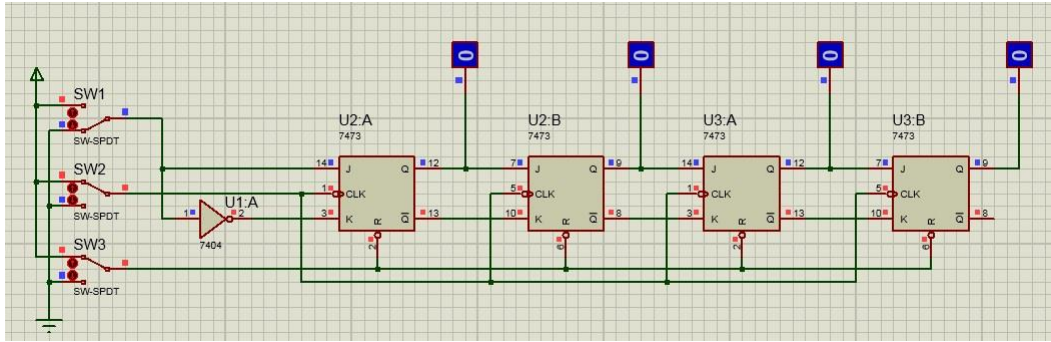 0 0 0 0
SW1
SW-SPDT
SW2
SW-SPDT
SW3
SW-SPDT
U1:A
1 2
7404
U2:A
7473
14 J Q 12
1 CLK
3 K Q 13
R
2
U2:B
7473
7 J Q 9
5 CLK
10 K Q 8
R
6
U3:A
7473
14 J Q 12
1 CLK
3 K Q 13
R
2
U3:B
7473
7 J Q 9
5 CLK
10 K Q 8
R
6